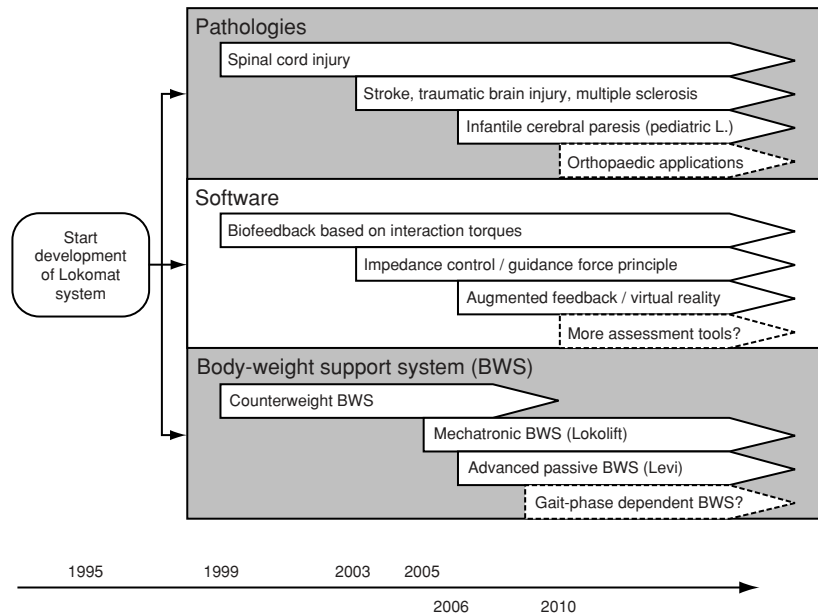 Pathologies
Spinal cord injury
Stroke, traumatic brain injury, multiple sclerosis
Infantile cerebral paresis (pediatric L.)
Orthopaedic applications
Start
development
of Lokomat
system
Software
Biofeedback based on interaction torques
Impedance control / guidance force principle
Augmented feedback / virtual reality
More assessment tools?
Body-weight support system (BWS)
Counterweight BWS
Mechatronic BWS (Lokolift)
Advanced passive BWS (Levi)
Gait-phase dependent BWS?
1995 1999 2003 2005
2006 2010